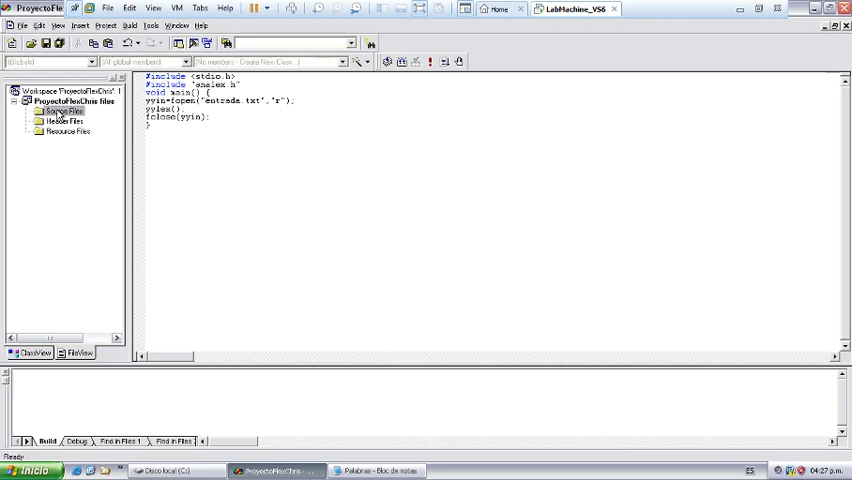 ProyectoFle
File Edit View VM Tabs Help
Home
LabMachine_VS6
File Edit View Insert Project Build Tools Window Help
(Globals)
(All global members)
(No members - Create New Class...)
Workspace 'ProyectoFlexChris': 1
ProyectoFlexChris files
Source Files
Header Files
Resource Files
#include <stdio.h>
#include "analex.h"
void main() {
yyin=fopen("entrada.txt","r");
yylex();
fclose(yyin);
}
ClassView FileView
Build Debug Find in Files 1 Find in Files
Ready
Inicio
Disco local (C:)
ProyectoFlexChris - ...
Palabras - Bloc de notas
ES
04:27 p.m.